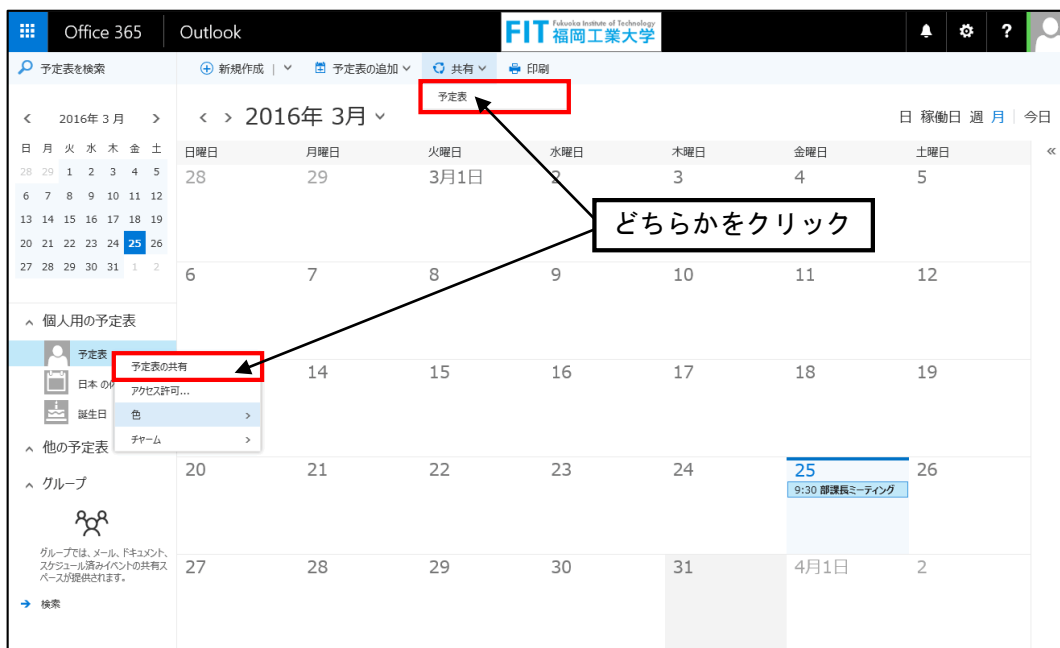 Office 365
Outlook
FIT Fukuoka Institute of Technology
福岡工業大学
?
予定表を検索
新規作成
予定表の追加
共有
印刷
予定表
2016年 3月
2016年 3月
日 稼働日 週 月 今日
日 月 火 水 木 金 土
28 29 1 2 3 4 5
6 7 8 9 10 11 12
13 14 15 16 17 18 19
20 21 22 23 24 25 26
27 28 29 30 31 1 2
日曜日 月曜日 火曜日 水曜日 木曜日 金曜日 土曜日
28 29 3月1日 2 3 4 5
どちらかをクリック
6 7 8 9 10 11 12
個人用の予定表
予定表
日本 の
誕生日
予定表の共有
アクセス許可...
色
チャーム
他の予定表
14 15 16 17 18 19
グループ
グループでは、メール、ドキュメント、
スケジュール済みイベントの共有ス
ペースが提供されます。
検索
20 21 22 23 24 25 26
9:30 部課長ミーティング
27 28 29 30 31 4月1日 2